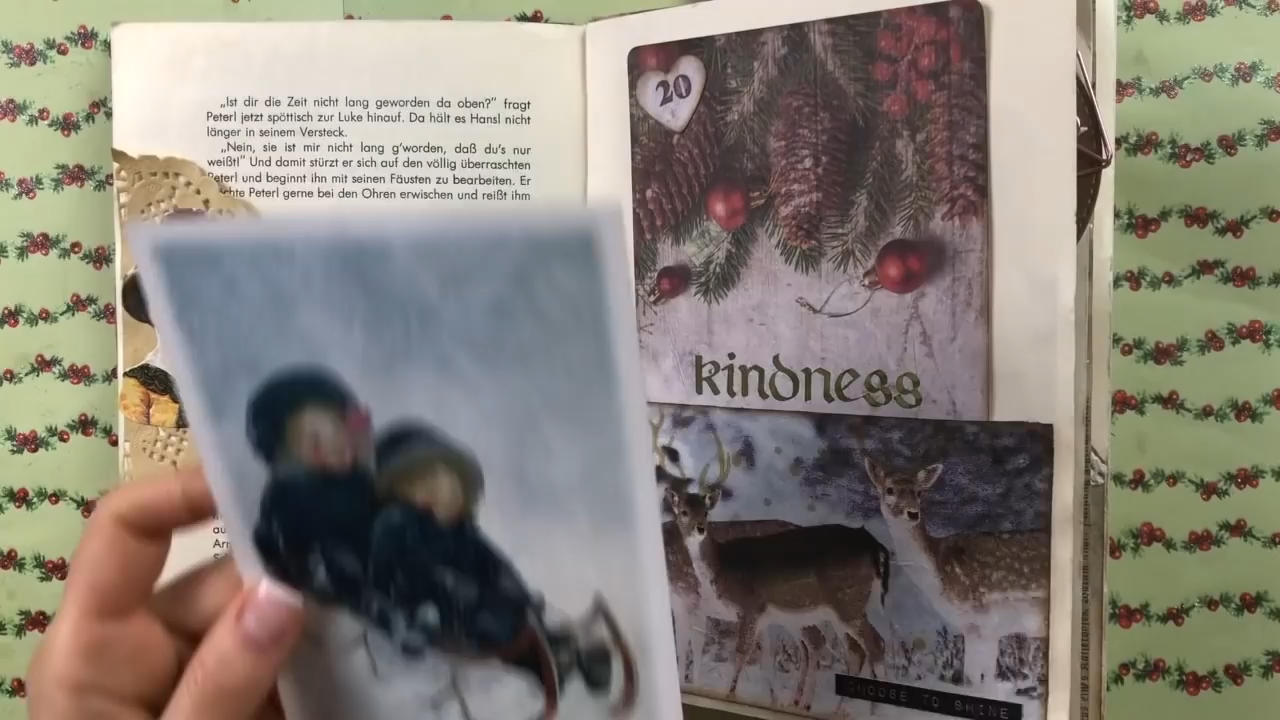 „Ist dir die Zeit nicht lang geworden da oben?” fragt
Peterl jetzt spöttisch zur Luke hinauf. Da hält es Hansl nicht
länger in seinem Versteck.
„Nein, sie ist mir nicht lang g’worden, daß du’s nur
weißt!” Und damit stürzt er sich auf den völlig überraschten
Peterl und beginnt ihn mit seinen Fäusten zu bearbeiten. Er
Peterl gerne bei den Ohren erwischen und reißt ihm
20
kindness
CHOOSE TO SHINE